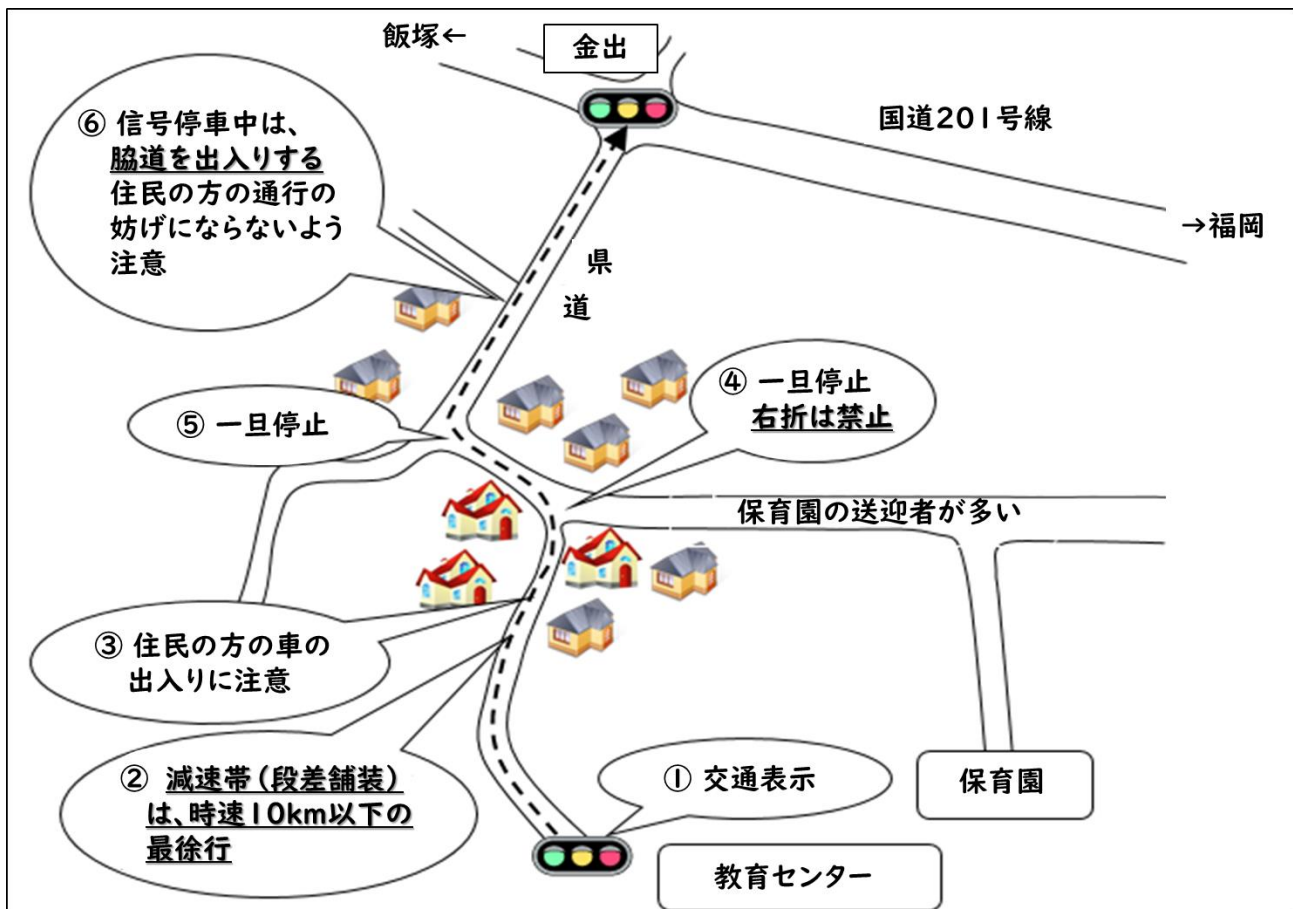 飯塚←
金出
国道201号線
→福岡
⑥ 信号停車中は、
脇道を出入りする
住民の方の通行の
妨げにならないよう
注意
県
道
④ 一旦停止
右折は禁止
⑤ 一旦停止
保育園の送迎者が多い
③ 住民の方の車の
出入りに注意
② 減速帯(段差舗装)
は、時速10km以下の
最徐行
① 交通表示
保育園
教育センター